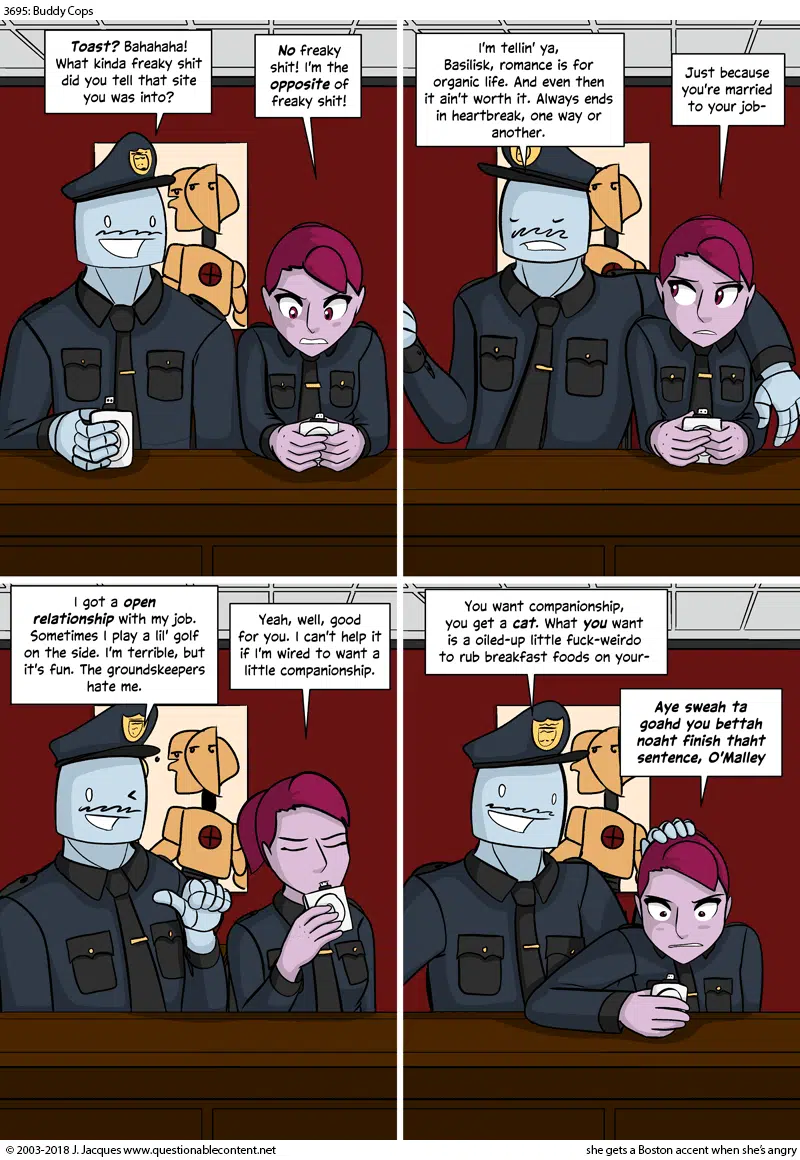 3695: Buddy Cops
Toast? Bahahaha!
What kinda freaky shit
did you tell that site
you was into?
No freaky
shit! I'm the
opposite of
freaky shit!
I'm tellin' ya,
Basilisk, romance is for
organic life. And even then
it ain't worth it. Always ends
in heartbreak, one way or
another.
Just because
you're married
to your job-
I got a open
relationship with my job.
Sometimes I play a lil' golf
on the side. I'm terrible, but
it's fun. The groundskeepers
hate me.
Yeah, well, good
for you. I can't help it
if I'm wired to want a
little companionship.
You want companionship,
you get a cat. What you want
is a oiled-up little fuck-weirdo
to rub breakfast foods on your-
Aye sweah ta
goahd you bettah
noaht finish thaht
sentence, O'Malley
© 2003-2018 J. Jacques www.questionablecontent.net
she gets a Boston accent when she's angry